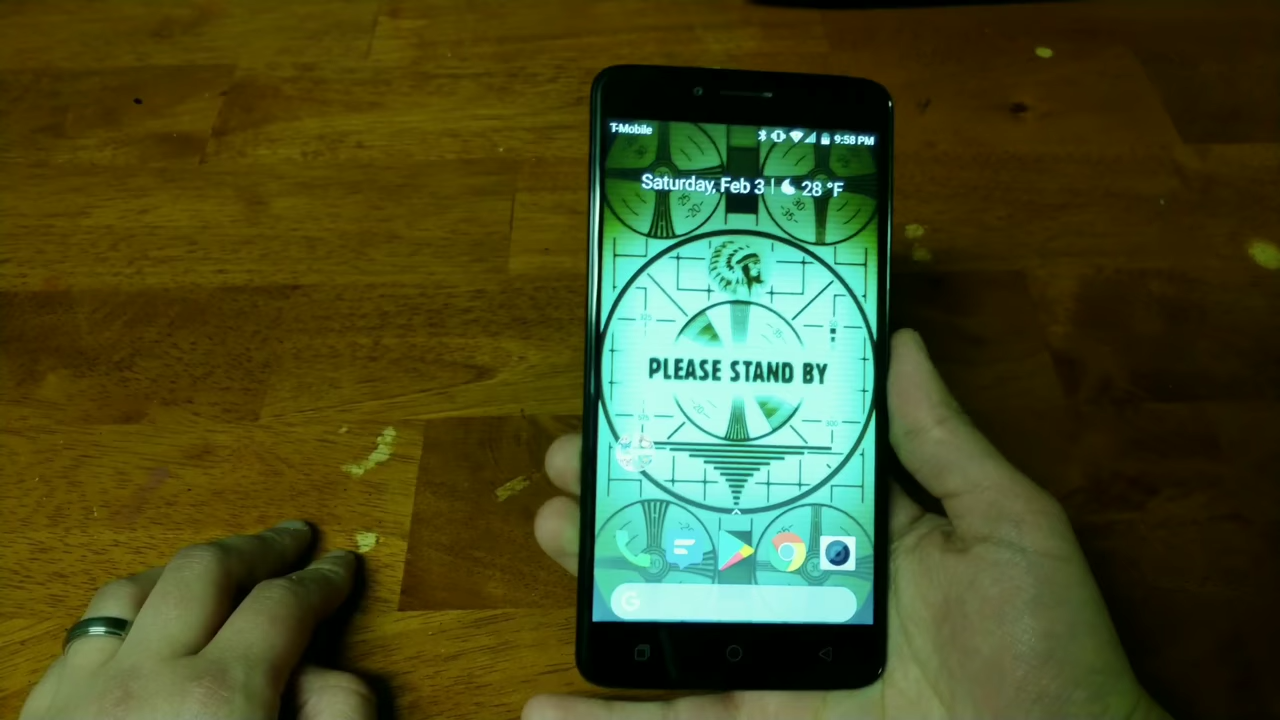 T-Mobile
9:58 PM
Saturday, Feb 3 | 28 °F
PLEASE STAND BY
G